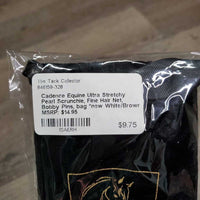 The Tack Collector
Cadence Equine Ultra Stretchy
Pearl Scrunchie, Fine Hair Net,
Bobby Pins, bag *new White/Brown
MSRP: $14.95
$9.75